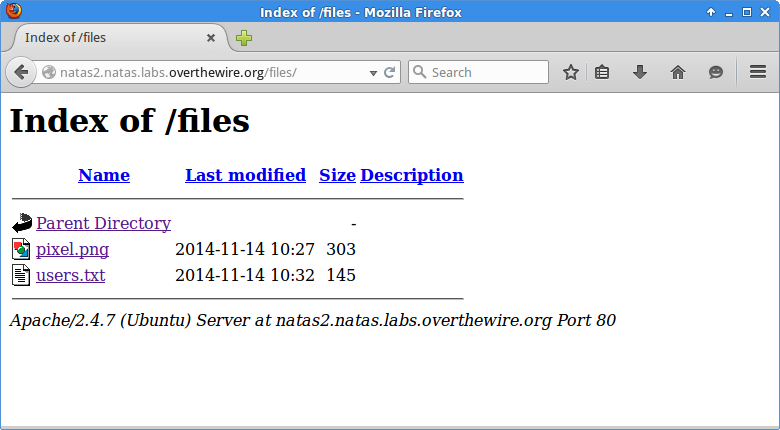 Index of /files - Mozilla Firefox
Index of /files
natas2.natas.labs.overthewire.org/files/ Search
Index of /files
Name Last modified Size Description
Parent Directory -
pixel.png 2014-11-14 10:27 303
users.txt 2014-11-14 10:32 145
Apache/2.4.7 (Ubuntu) Server at natas2.natas.labs.overthewire.org Port 80